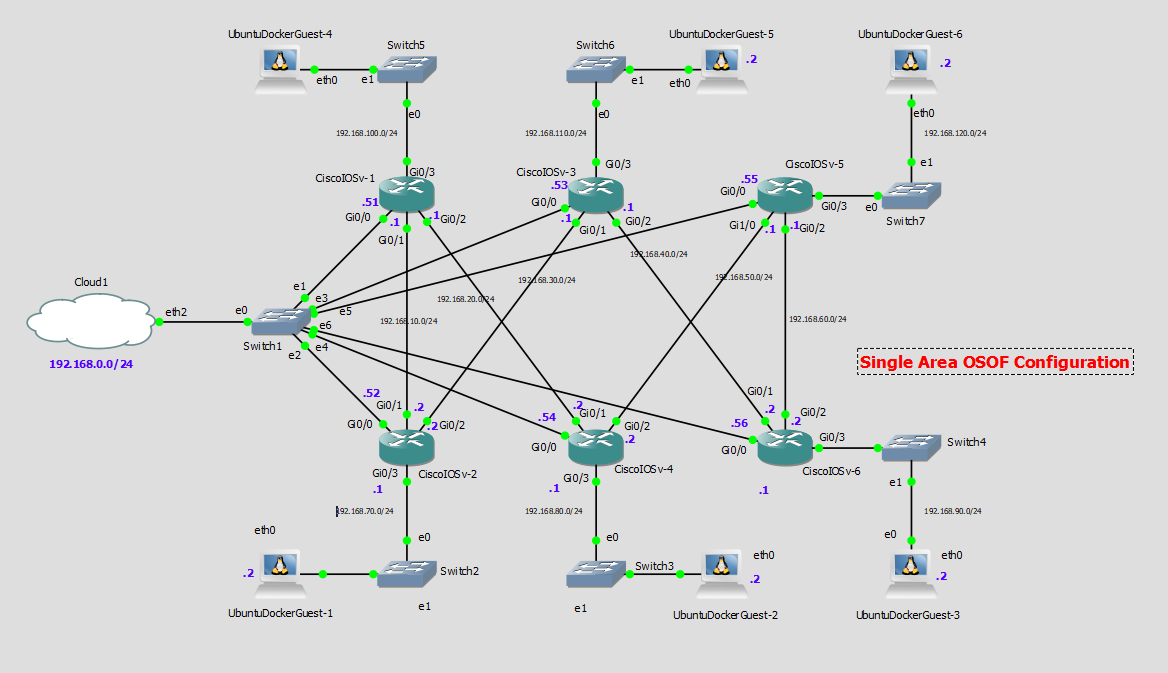 UbuntuDockerGuest-4
Switch5
Switch6
UbuntuDockerGuest-5
UbuntuDockerGuest-6
.2
.2
eth0
e1
e1
eth0
e0
e0
eth0
192.168.100.0/24
192.168.110.0/24
192.168.120.0/24
CiscoIOSv-1
Gi0/3
CiscoIOSv-3
Gi0/3
CiscoIOSv-5
e1
.51
.53
.55
Gi0/0
Gi0/0
Gi0/0
Gi0/3
e0
Switch7
.1
.1
Gi0/2
.1
.1
Gi0/2
Gi1/0
.1
.1
Gi0/2
Gi0/1
Gi0/1
192.168.40.0/24
192.168.30.0/24
192.168.50.0/24
Cloud1
e1
e3
192.168.20.0/24
eth2
e0
e5
192.168.10.0/24
192.168.60.0/24
e6
Switch1
e4
e2
192.168.0.0/24
Single Area OSOF Configuration
.52
Gi0/1
.2
.2
Gi0/1
Gi0/1
.2
Gi0/2
Gi0/0
.2
Gi0/2
.54
Gi0/2
.56
.2
Gi0/0
.2
Gi0/0
Gi0/3
Switch4
Gi0/3
CiscoIOSv-2
Gi0/3
CiscoIOSv-4
CiscoIOSv-6
.1
.1
.1
e1
192.168.70.0/24
192.168.80.0/24
192.168.90.0/24
eth0
e0
e0
e0
eth0
eth0
.2
Switch2
Switch3
.2
.2
UbuntuDockerGuest-1
e1
e1
UbuntuDockerGuest-2
UbuntuDockerGuest-3